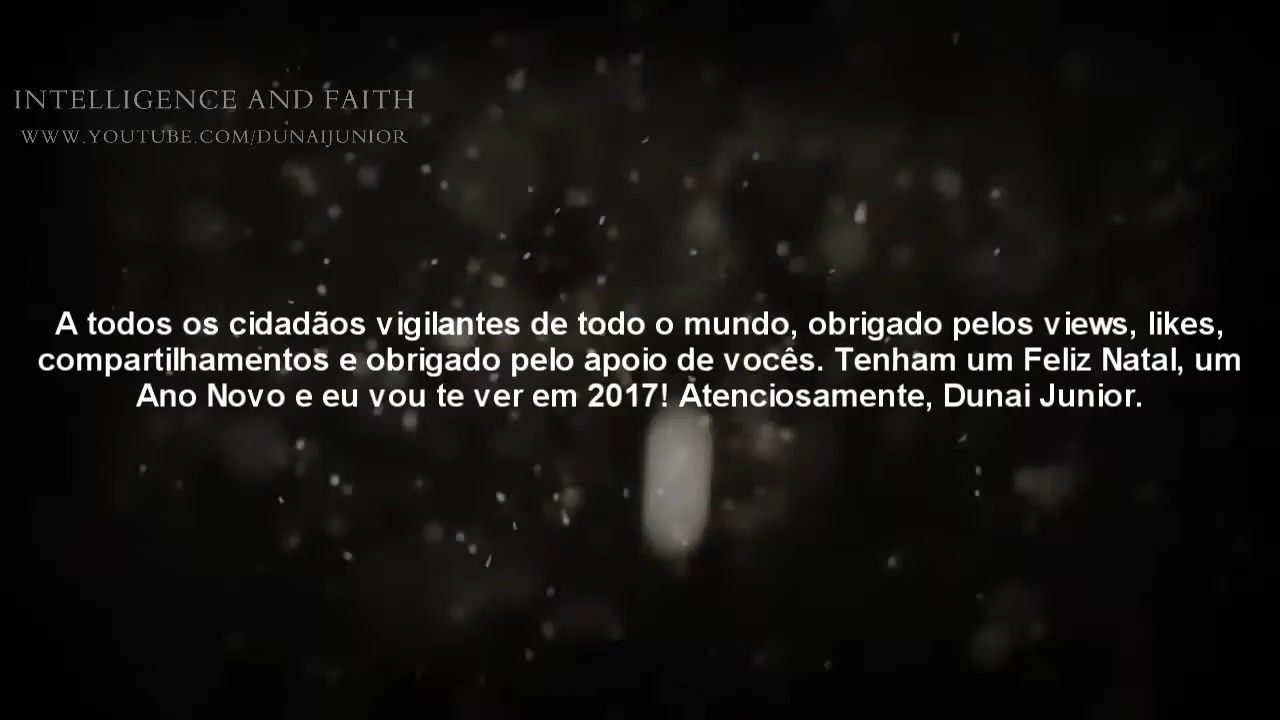 INTELLIGENCE AND FAITH
WWW.YOUTUBE.COM/DUNAIJUNIOR
A todos os cidadãos vigilantes de todo o mundo, obrigado pelos views, likes,
compartilhamentos e obrigado pelo apoio de vocês. Tenham um Feliz Natal, um
Ano Novo e eu vou te ver em 2017! Atenciosamente, Dunai Junior.